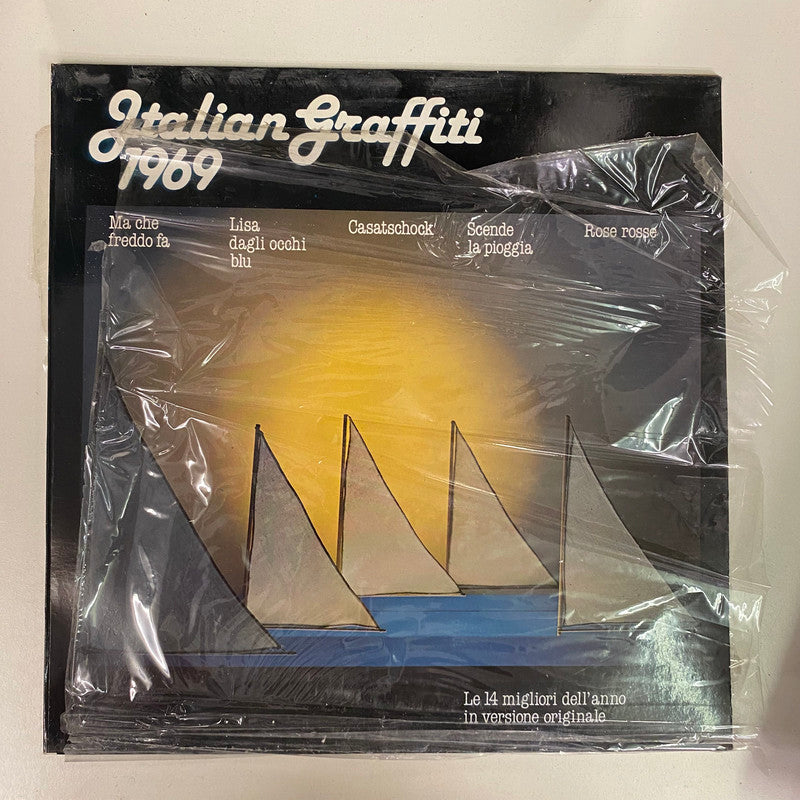 Italian Graffiti
1969
Ma che
freddo fa
Lisa
dagli occhi
blu
Casatschock
Scende
la pioggia
Rose rosse
Le 14 migliori dell'anno
in versione originale